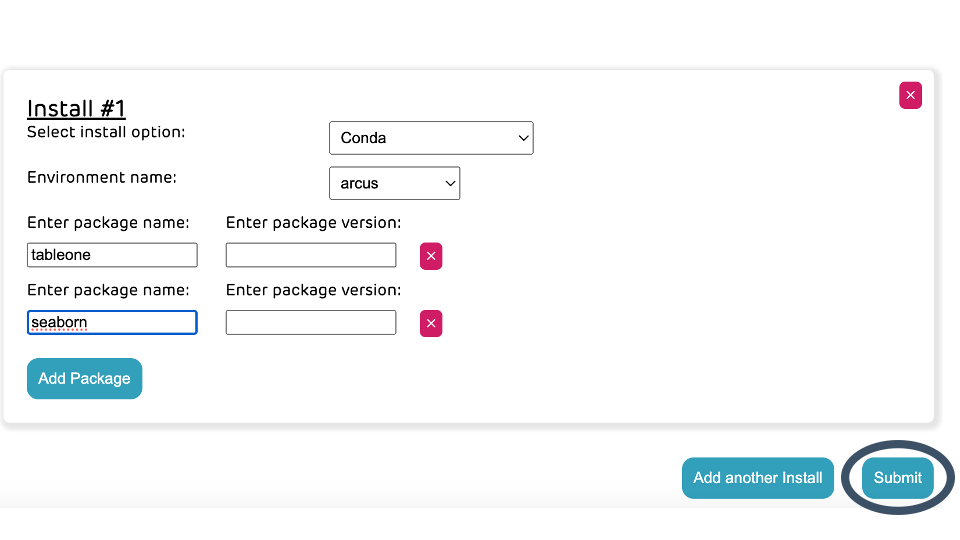 Install #1
Select install option:
Conda
Environment name:
arcus
Enter package name: Enter package version:
tableone
Enter package name: Enter package version:
seaborn
Add Package
Add another Install Submit